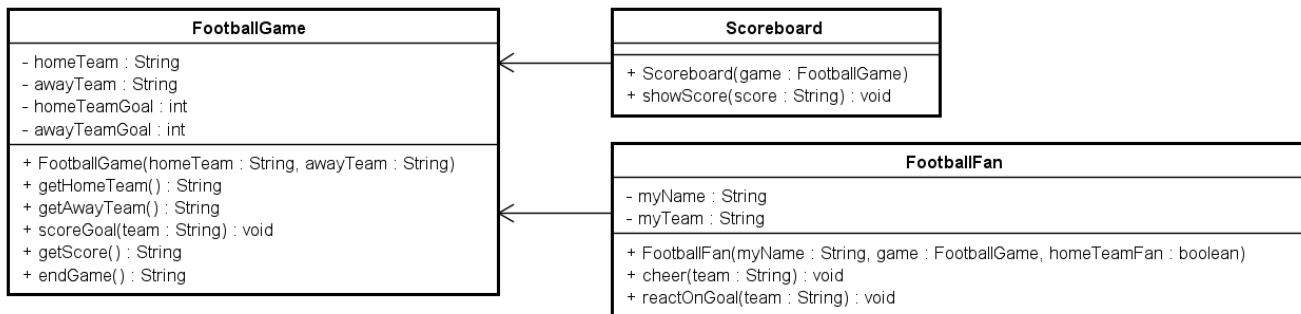 FootballGame
- homeTeam : String
- awayTeam : String
- homeTeamGoal : int
- awayTeamGoal : int
+ FootballGame(homeTeam : String, awayTeam : String)
+ getHomeTeam() : String
+ getAwayTeam() : String
+ scoreGoal(team : String) : void
+ getScore() : String
+ endGame() : String
Scoreboard
+ Scoreboard(game : FootballGame)
+ showScore(score : String) : void
FootballFan
- myName : String
- myTeam : String
+ FootballFan(myName : String, game : FootballGame, homeTeamFan : boolean)
+ cheer(team : String) : void
+ reactOnGoal(team : String) : void